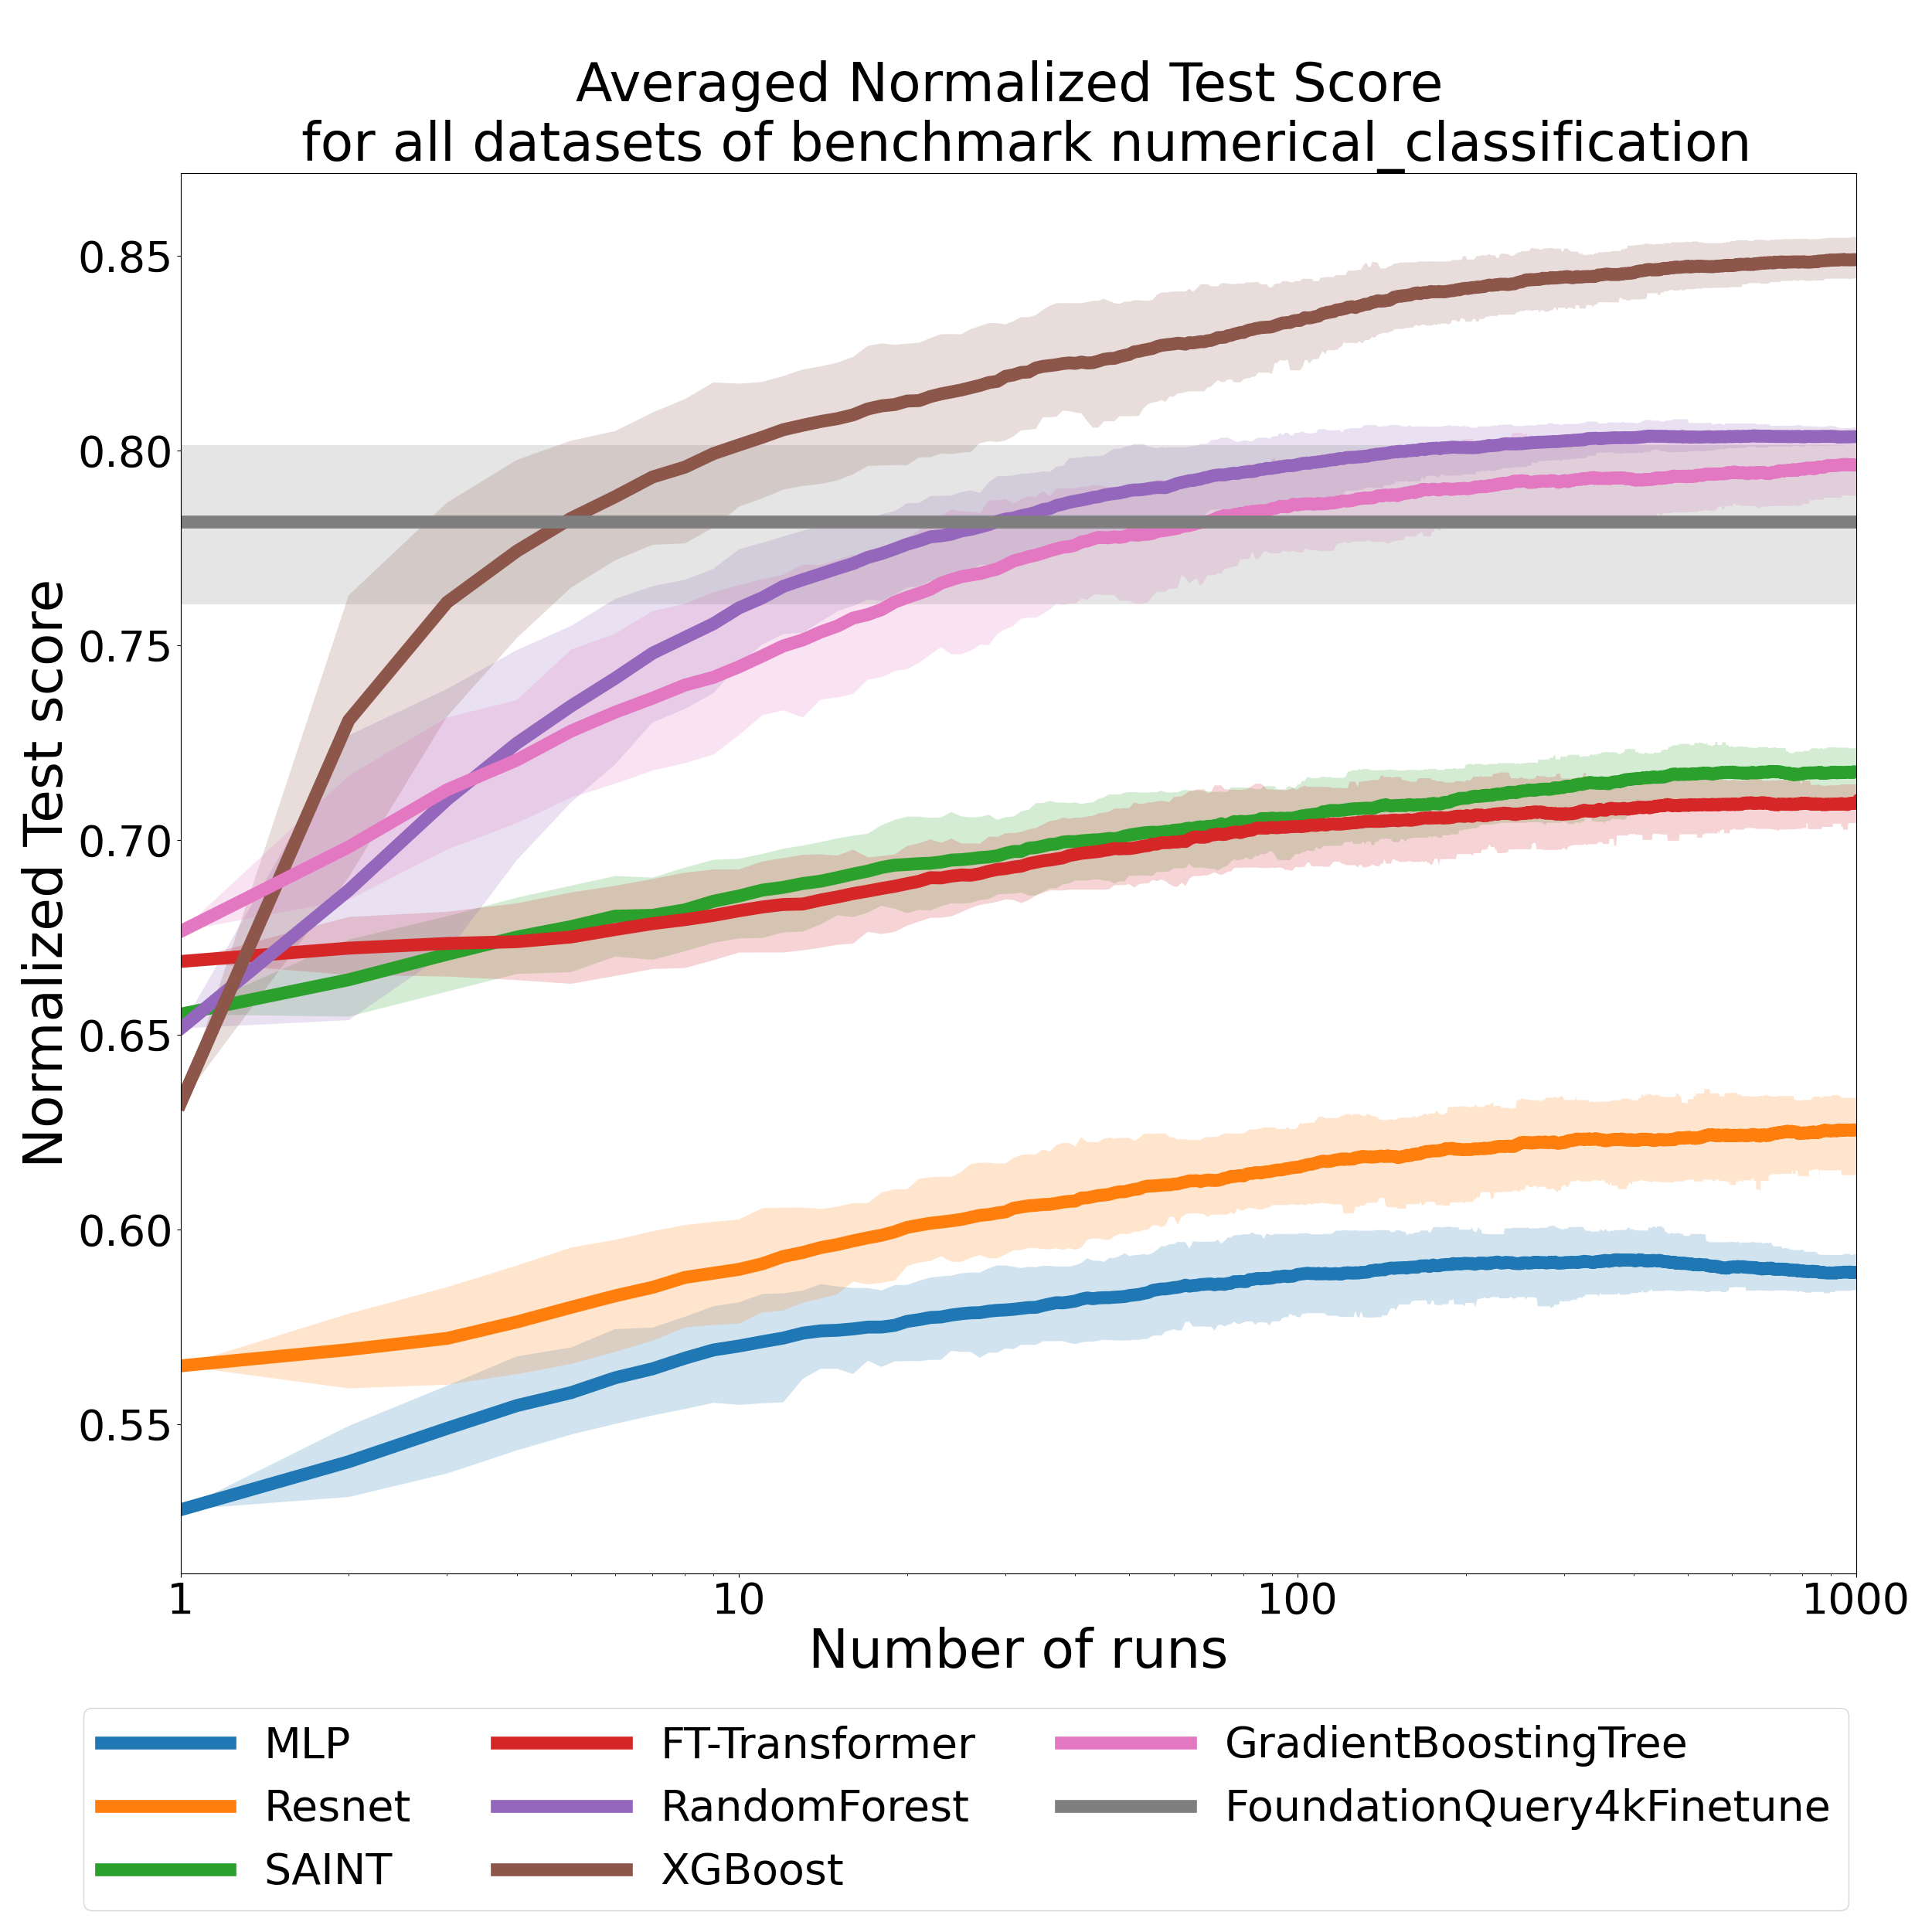 Averaged Normalized Test Score
for all datasets of benchmark numerical_classification
Normalized Test score
0.85
0.80
0.75
0.70
0.65
0.60
0.55
1
10
100
1000
Number of runs
MLP
Resnet
SAINT
FT-Transformer
RandomForest
XGBoost
GradientBoostingTree
FoundationQuery4kFinetune